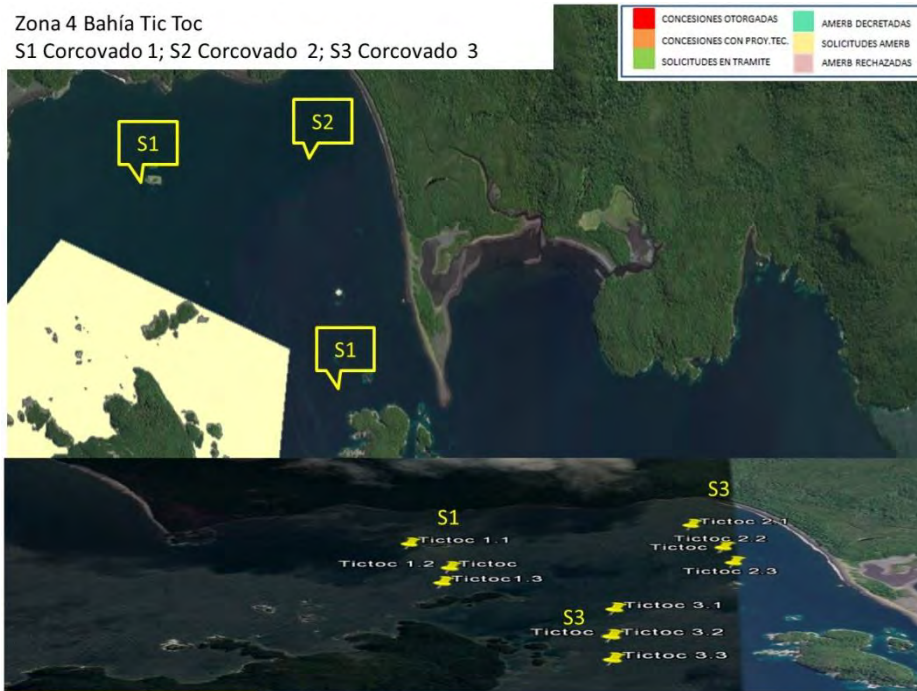 Zona 4 Bahía Tic Toc
S1 Corcovado 1; S2 Corcovado 2; S3 Corcovado 3
CONCESIONES OTORGADAS
CONCESIONES CON PROY.TEC.
SOLICITUDES EN TRAMITE
AMERB DECRETADAS
SOLICITUDES AMERB
AMERB RECHAZADAS
S1
S2
S1
S3
S1
Tictoc 2.1
Tictoc 1.1
Tictoc 2.2
Tictoc
Tictoc 1.2
Tictoc
Tictoc 2.3
Tictoc1.3
Tictoc 3.1
S3
Tictoc
Tictoc 3.2
Tictoc 3.3